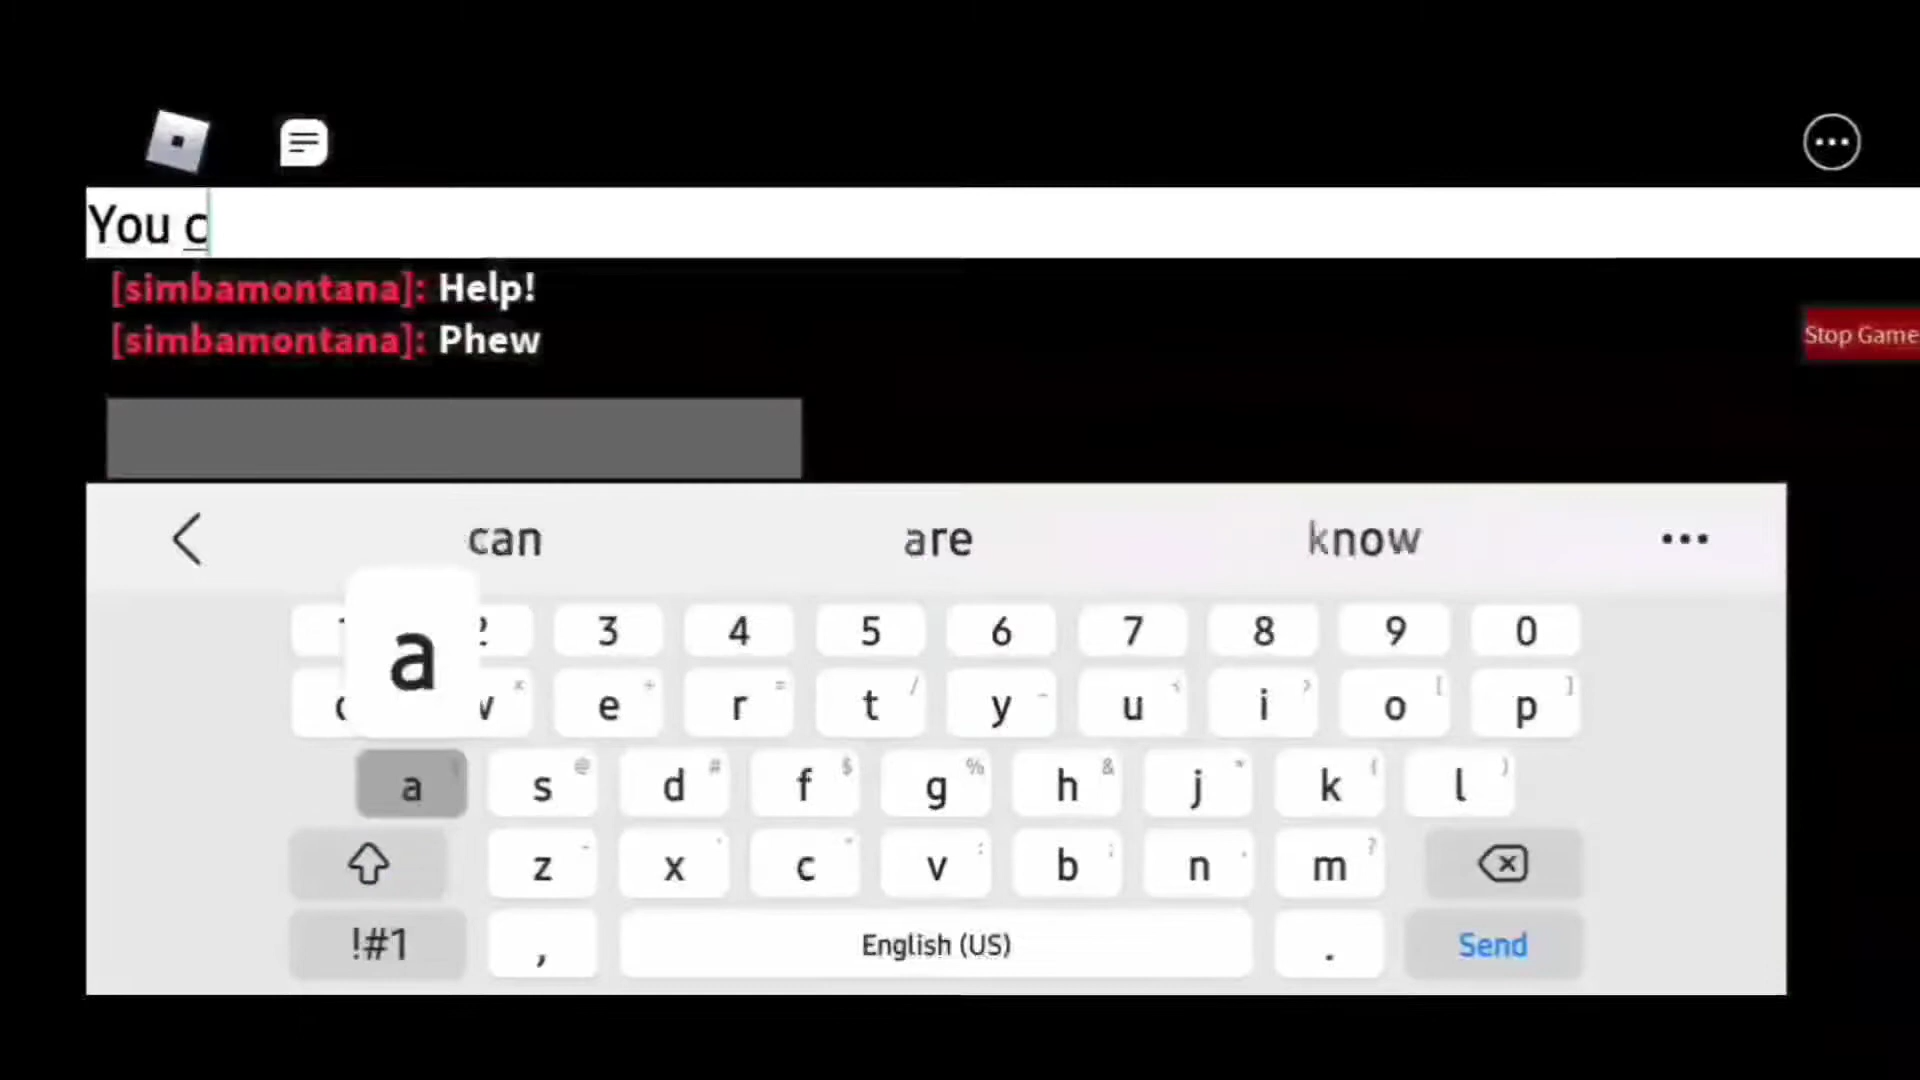 You c
[simbamontana]: Help!
[simbamontana]: Phew
Stop Game
can are know
a
3 4 5 6 7 8 9 0
e r t y u i o p
a s d f g h j k l
z x c v b n m
!#1 , English (US) . Send